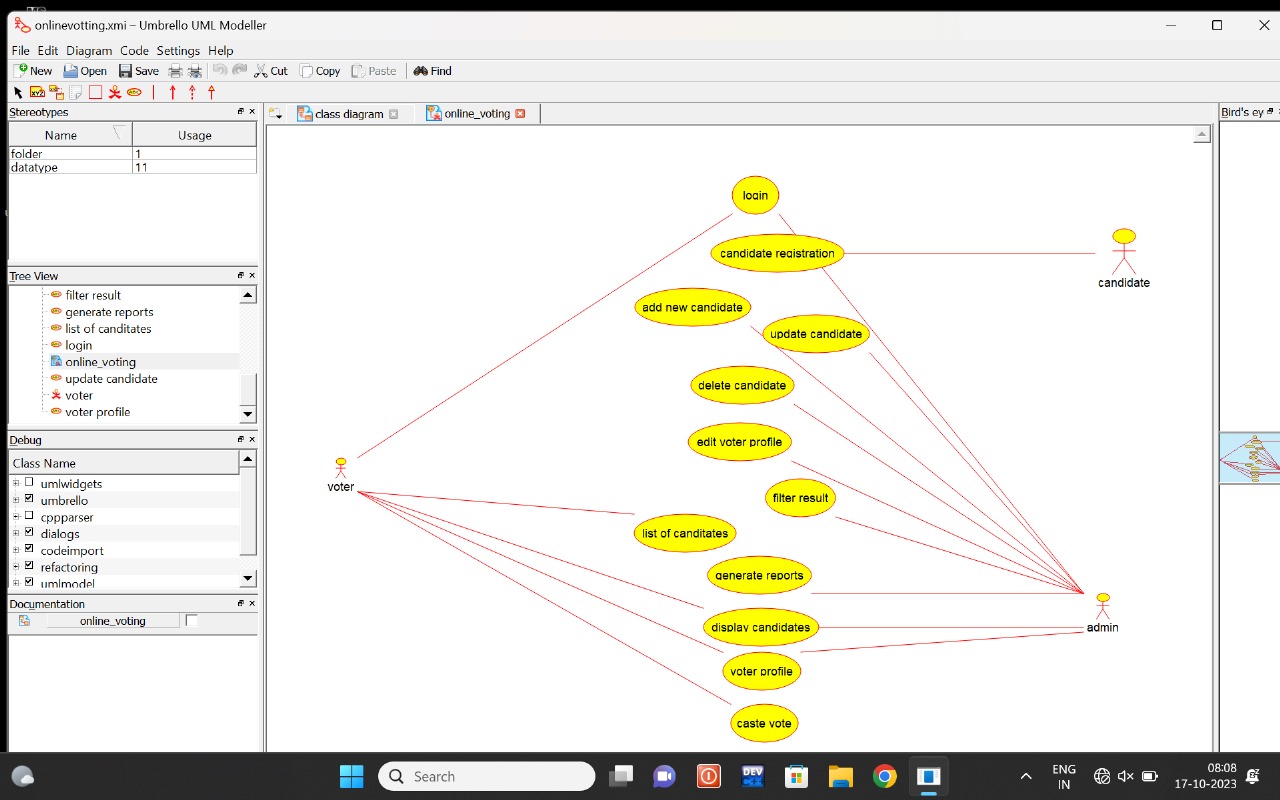 onlinevotting.xmi – Umbrello UML Modeller
File Edit Diagram Code Settings Help
New Open Save Cut Copy Paste Find
Stereotypes
Name Usage
folder 1
datatype 11
Tree View
filter result
generate reports
list of canditates
login
online_voting
update candidate
voter
voter profile
Debug
Class Name
umlwidgets
umbrello
cppparser
dialogs
codeimport
refactoring
umlmodel
Documentation
online_voting
class diagram
online_voting
Bird's ey
login
candidate registration
candidate
add new candidate
update candidate
delete candidate
edit voter profile
voter
filter result
list of canditates
generate reports
display candidates
admin
voter profile
caste vote
Search
DEV
ENG
IN
08:08
17-10-2023